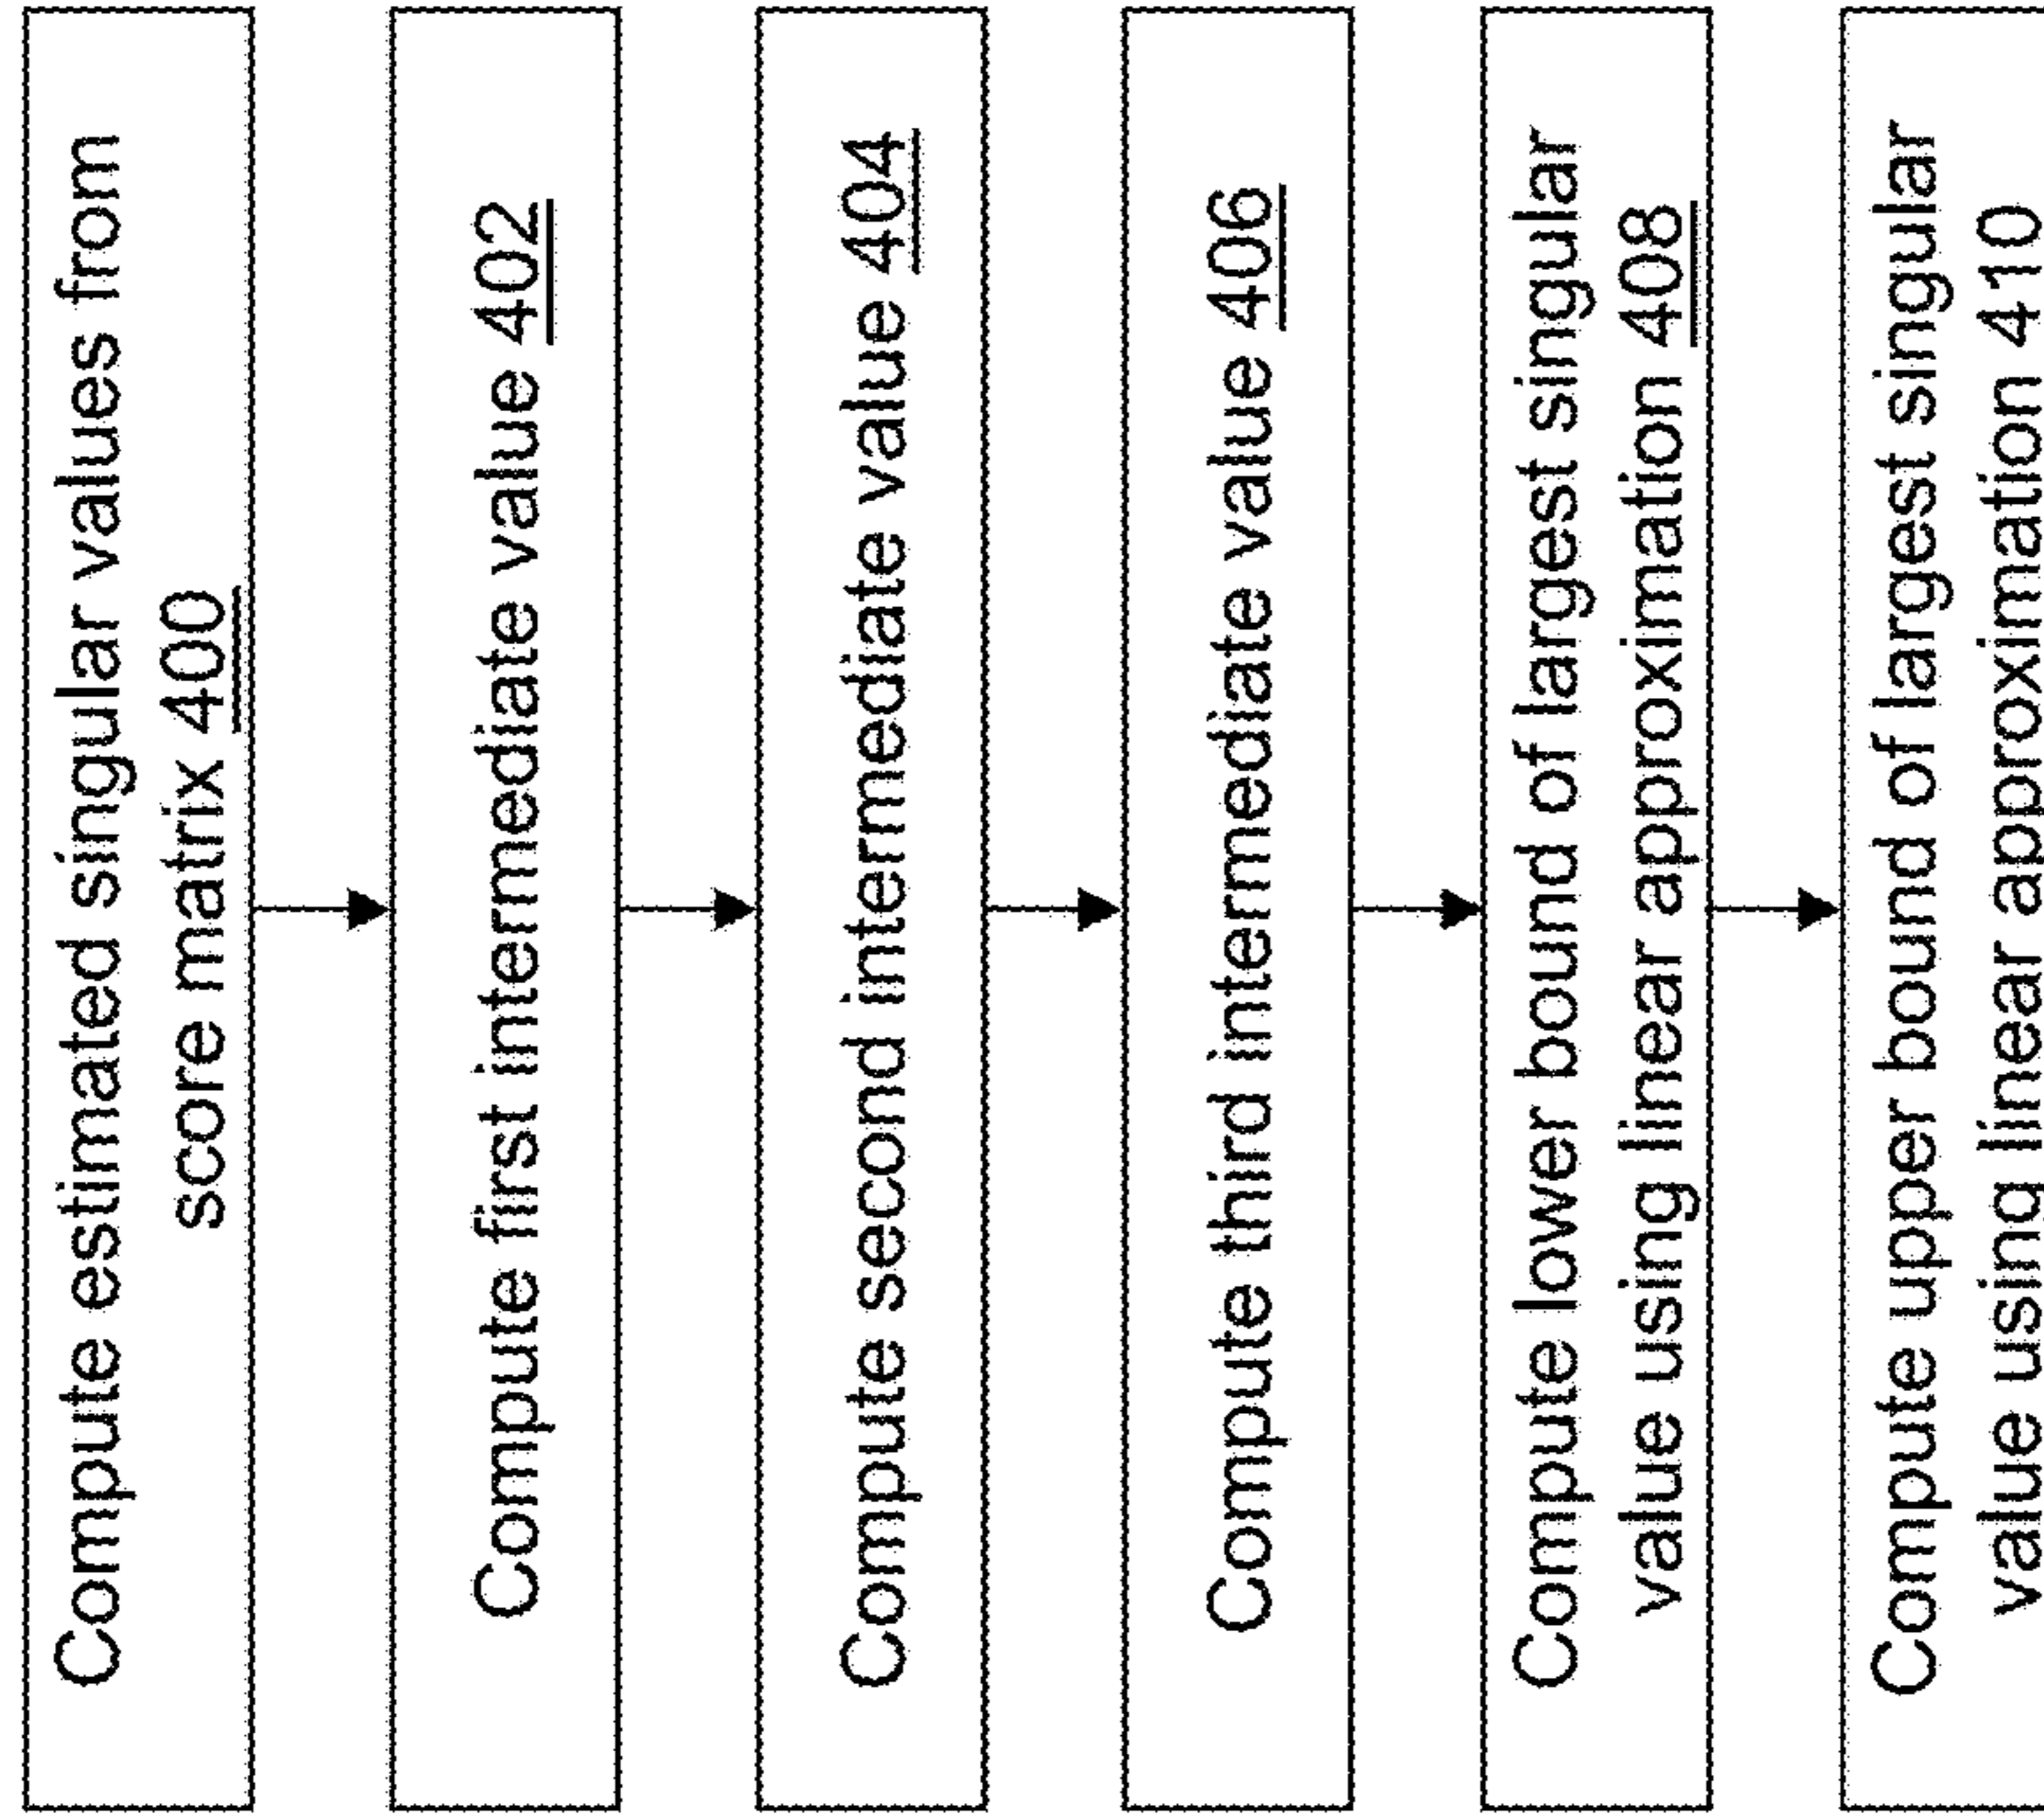 Compute estimated singular values from
score matrix 400
Compute first intermediate value 402
Compute second intermediate value 404
Compute third intermediate value 406
Compute lower bound of largest singular
value using linear approximation 408
Compute upper bound of largest singular
value using linear approximation 410